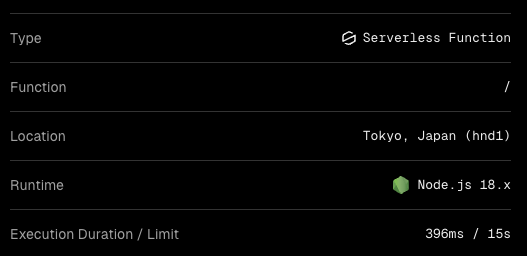 Type Serverless Function
Function /
Location Tokyo, Japan (hnd1)
Runtime Node.js 18.x
Execution Duration / Limit 396ms / 15s